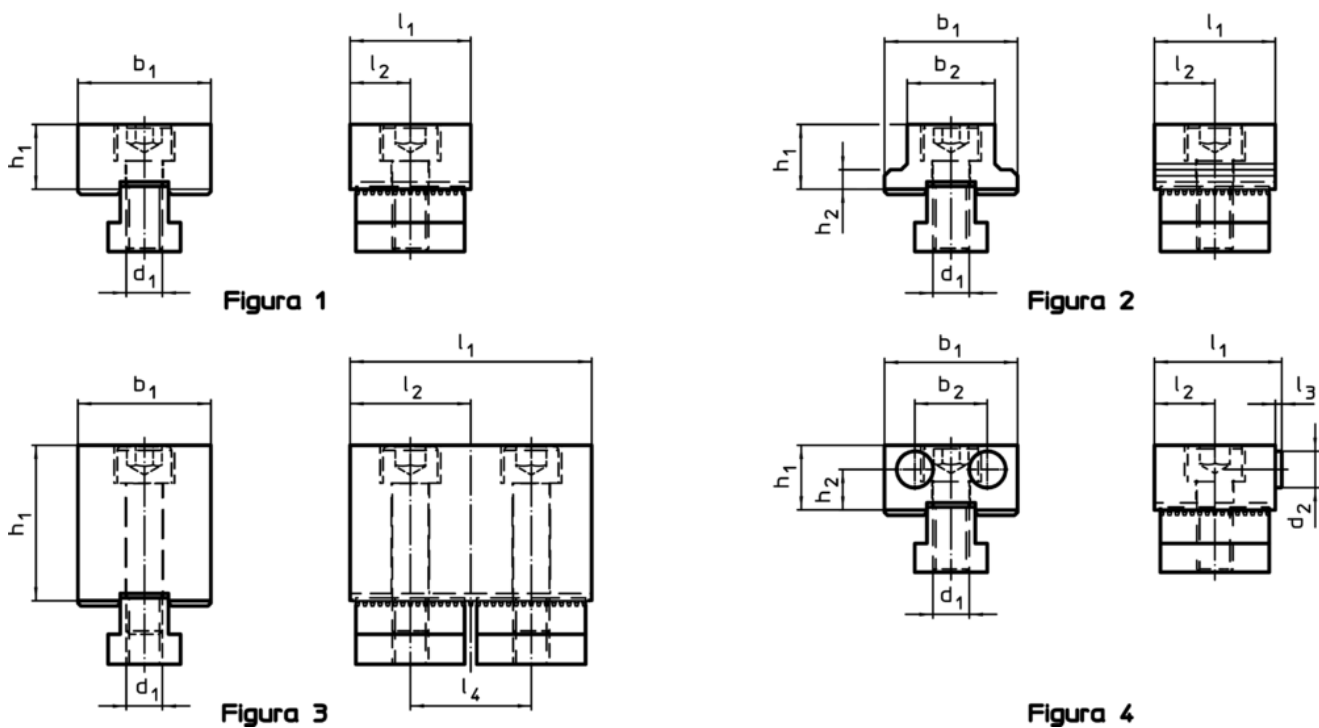 l₁
b₁
l₂
h₁
d₁
Figura 1
b₁
l₁
b₂
l₂
h₁
h₂
d₁
Figura 2
l₁
b₁
l₂
h₁
d₁
l₄
Figura 3
b₁
l₁
b₂
l₂
l₃
h₁
h₂
d₂
d₁
Figura 4